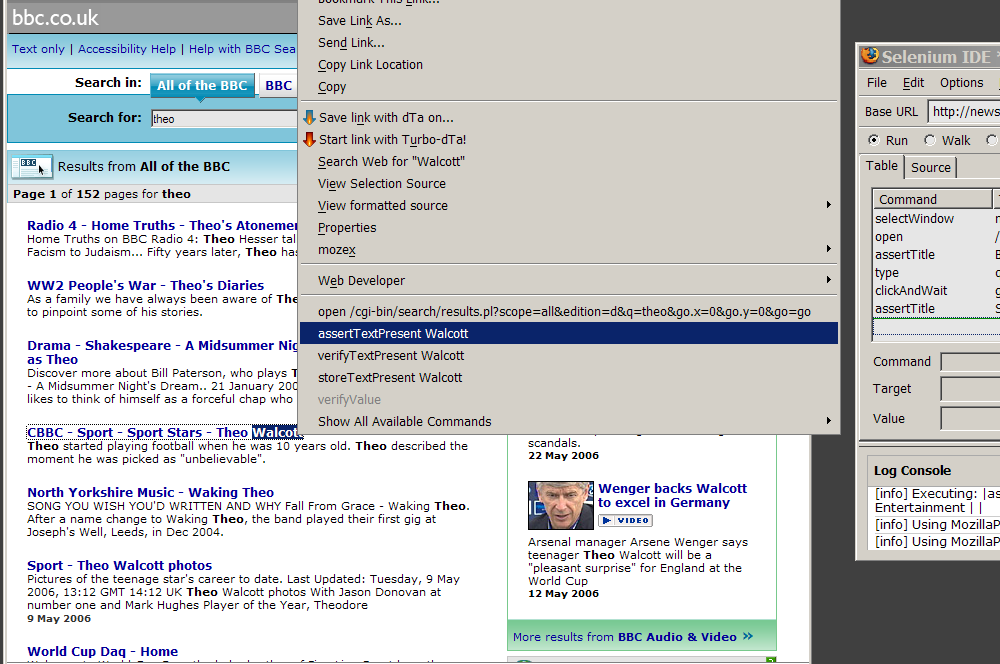 bbc.co.uk
Text only | Accessibility Help | Help with BBC Sea
Search in: All of the BBC BBC
Search for: theo
Results from All of the BBC
Page 1 of 152 pages for theo
Radio 4 - Home Truths - Theo's Atonemen
Home Truths on BBC Radio 4: Theo Hesser tal
Facism to Judaism... Fifty years later, Theo has
WW2 People's War - Theo's Diaries
As a family we have always been aware of The
to pinpoint some of his stories.
Drama - Shakespeare - A Midsummer Nig
as Theo
Discover more about Bill Paterson, who plays T
- A Midsummer Night's Dream.. 21 January 200
likes to think of himself as a forceful chap who
CBBC - Sport - Sport Stars - Theo Walcott
Theo started playing football when he was 10 years old. Theo described the
moment he was picked as "unbelievable".
North Yorkshire Music - Waking Theo
SONG YOU WISH YOU'D WRITTEN AND WHY Fall From Grace - Waking Theo.
After a name change to Waking Theo, the band played their first gig at
Joseph's Well, Leeds, in Dec 2004.
Sport - Theo Walcott photos
Pictures of the teenage star's career to date. Last Updated: Tuesday, 9 May
2006, 13:12 GMT 14:12 UK Theo Walcott photos With Jason Donovan at
number one and Mark Hughes Player of the Year, Theodore
9 May 2006
World Cup Daq - Home
Bookmark This Link...
Save Link As...
Send Link...
Copy Link Location
Copy
Save link with dTa on...
Start link with Turbo-dTa!
Search Web for "Walcott"
View Selection Source
View formatted source
Properties
mozex
Web Developer
open /cgi-bin/search/results.pl?scope=all&edition=d&q=theo&go.x=0&go.y=0&go=go
assertTextPresent Walcott
verifyTextPresent Walcott
storeTextPresent Walcott
verifyValue
Show All Available Commands
scandals.
22 May 2006
Wenger backs Walcott
to excel in Germany
VIDEO
Arsenal manager Arsene Wenger says
teenager Theo Walcott will be a
"pleasant surprise" for England at the
World Cup
12 May 2006
More results from BBC Audio & Video »
Selenium IDE *
File Edit Options
Base URL http://news
Run Walk
Table Source
Command
selectWindow
open /
assertTitle
type
clickAndWait
assertTitle
Command
Target
Value
Log Console
[info] Executing: |as
Entertainment | |
[info] Using MozillaP
[info] Using MozillaP